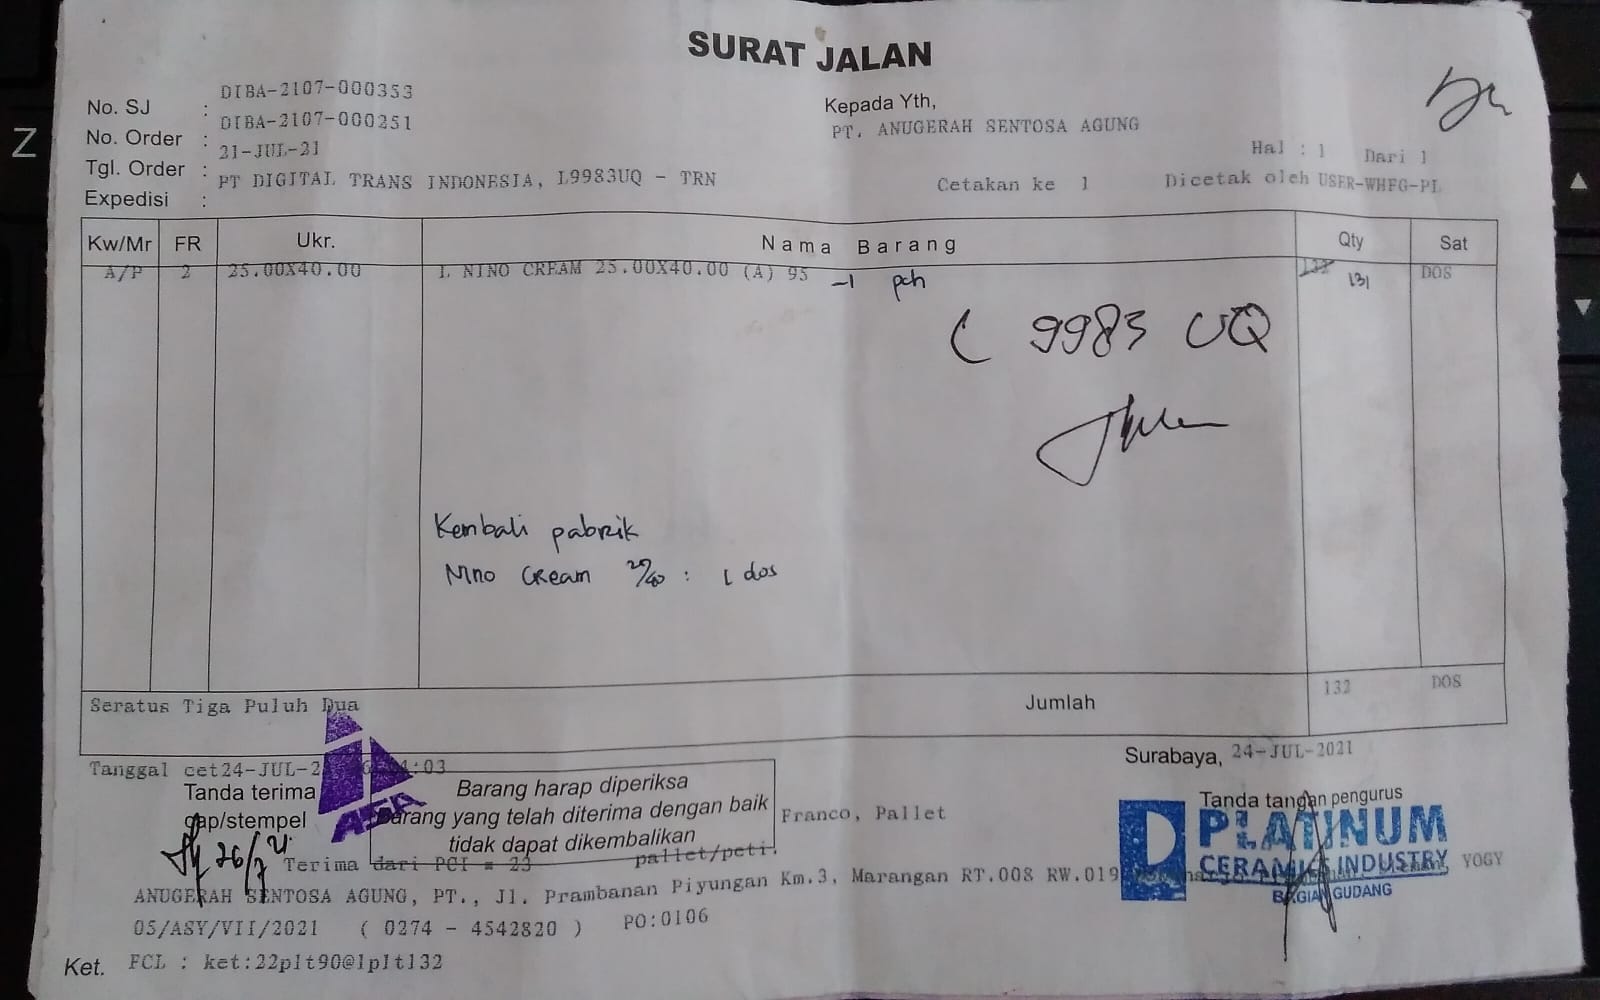 SURAT JALAN
No. SJ : DIBA-2107-000353
No. Order : DIBA-2107-000251
Tgl. Order : 21-JUL-21
Expedisi : PT DIGITAL TRANS INDONESIA, L9983UQ - TRN
Kepada Yth,
PT. ANUGERAH SENTOSA AGUNG
Hal : 1 Dari 1
Cetakan ke 1 Dicetak oleh USER-WHFG-PL
Kw/Mr FR Ukr. Nama Barang Qty Sat
A/P 2 25.00X40.00 L NINO CREAM 25.00X40.00 (A) 95 132 DOS
-1 pch 131
L 9983 UQ
Kembali pabrik
Nino Cream 25/40 : 1 dos
Seratus Tiga Puluh Dua Jumlah 132 DOS
Surabaya, 24-JUL-2021
Tanggal cet24-JUL-2 :03
Tanda terima
cap/stempel
26/7 21
ASA
Barang harap diperiksa
Barang yang telah diterima dengan baik
tidak dapat dikembalikan
Franco, Pallet
Tanda tangan pengurus
PLATINUM
CERAMICS INDUSTRY
BAGIAN GUDANG
Terima dari PCI = 23 pallet/peti.
ANUGERAH SENTOSA AGUNG, PT., Jl. Prambanan Piyungan Km.3, Marangan RT.008 RW.019 YOGY
05/ASY/VII/2021 ( 0274 - 4542820 ) PO:0106
Ket. FCL : ket:22plt90@1plt132